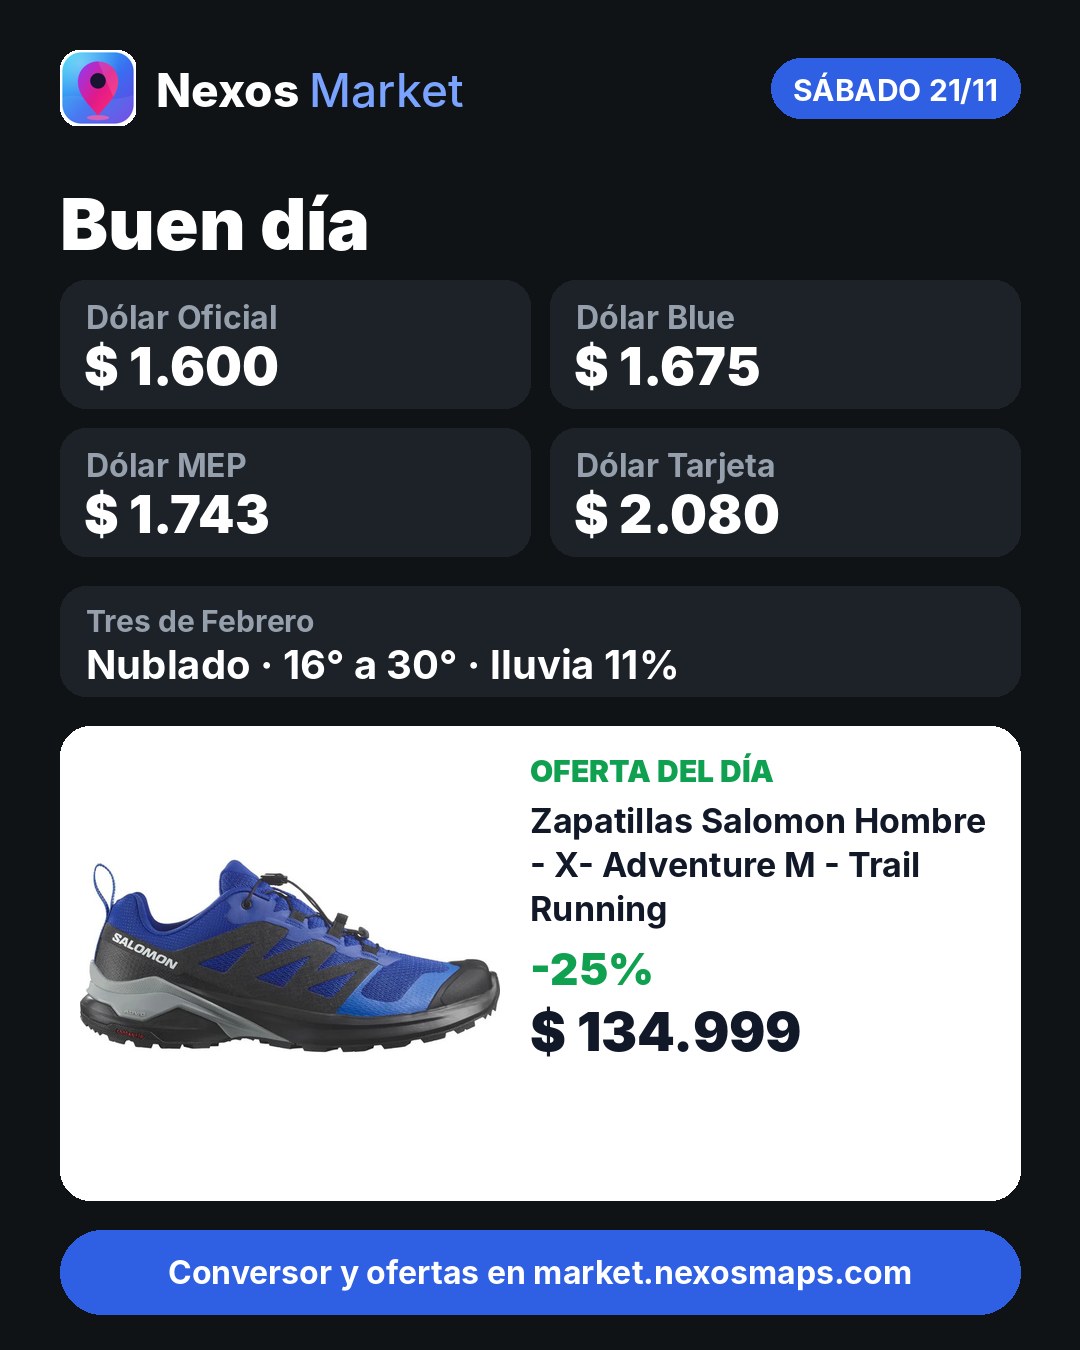 Nexos Market
SÁBADO 21/11
Buen día
Dólar Oficial
$ 1.600
Dólar Blue
$ 1.675
Dólar MEP
$ 1.743
Dólar Tarjeta
$ 2.080
Tres de Febrero
Nublado · 16° a 30° · lluvia 11%
SALOMON
OFERTA DEL DÍA
Zapatillas Salomon Hombre
- X- Adventure M - Trail
Running
-25%
$ 134.999
Conversor y ofertas en market.nexosmaps.com